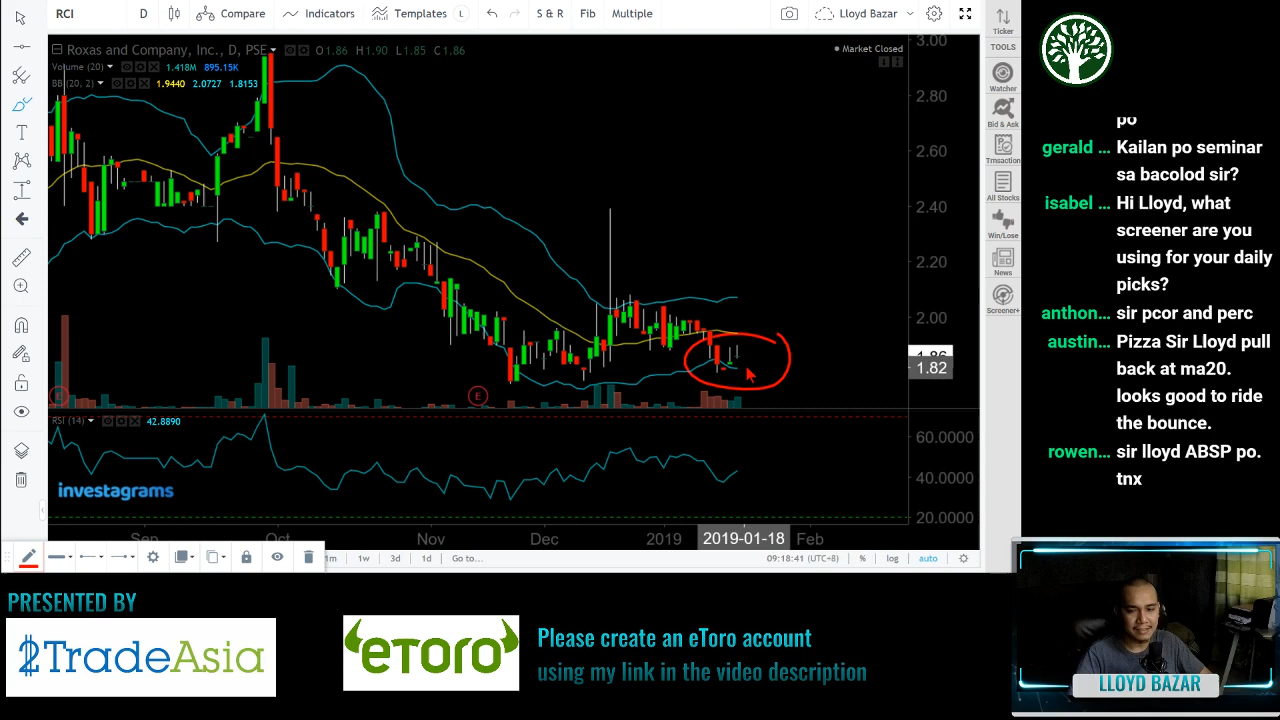 RCI D Compare Indicators Templates L S & R Fib Multiple Lloyd Bazar
Roxas and Company, Inc., D, PSE O1.86 H1.90 L1.85 C1.86
Market Closed
Volume (20) 1.418M 895.15K
BB (20, 2) 1.9440 2.0727 1.8153
3.00
2.80
2.60
2.40
2.20
2.00
1.86
1.82
E E
RSI (14) 42.8890
60.0000
40.0000
20.0000
investagrams
Sep Oct Nov Dec 2019 2019-01-18 Feb
1m 1w 3d 1d Go to... 09:18:41 (UTC+8) % log auto
Ticker
TOOLS
Watcher
Bid & Ask
Trnsaction
All Stocks
Win/Lose
News
Screener+
po
gerald ... Kailan po seminar
sa bacolod sir?
isabel ... Hi Lloyd, what
screener are you
using for your daily
picks?
anthon... sir pcor and perc
austin... Pizza Sir Lloyd pull
back at ma20.
looks good to ride
the bounce.
rowen... sir lloyd ABSP po.
tnx
PRESENTED BY
2TradeAsia
eToro
Please create an eToro account
using my link in the video description
LLOYD BAZAR